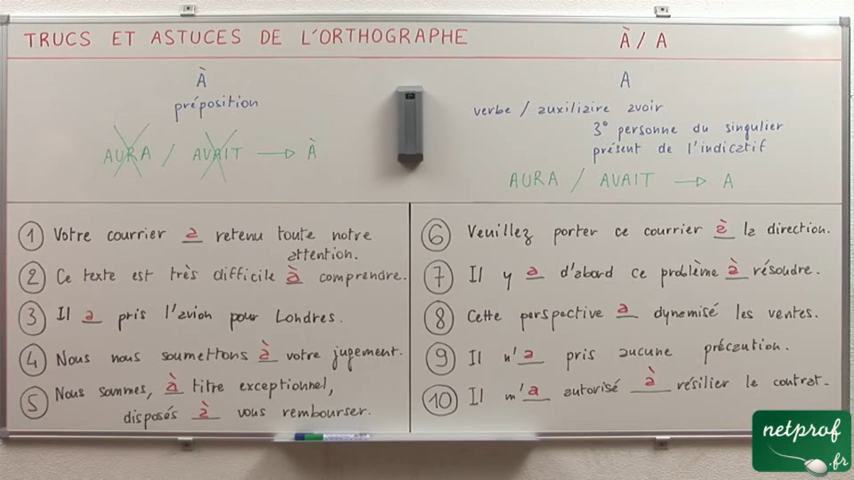 TRUCS ET ASTUCES DE L'ORTHOGRAPHE À / A
À
préposition
AURA / AVAIT → À
A
verbe / auxiliaire avoir
3° personne du singulier
présent de l'indicatif
AURA / AVAIT → A
1 Votre courrier a retenu toute notre
attention.
2 Ce texte est très difficile à comprendre.
3 Il a pris l'avion pour Londres.
4 Nous nous soumettons à votre jugement.
5 Nous sommes, à titre exceptionnel,
disposés à vous rembourser.
6 Veuillez porter ce courrier à la direction.
7 Il y a d'abord ce problème à résoudre.
8 Cette perspective a dynamisé les ventes.
9 Il n'a pris aucune précaution.
10 Il m'a autorisé à résilier le contrat.
netprof
.fr